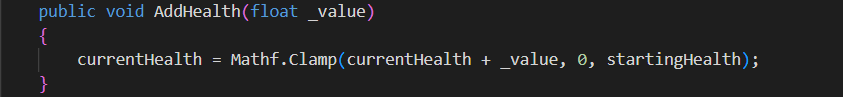 public void AddHealth(float _value)
{
currentHealth = Mathf.Clamp(currentHealth + _value, 0, startingHealth);
}